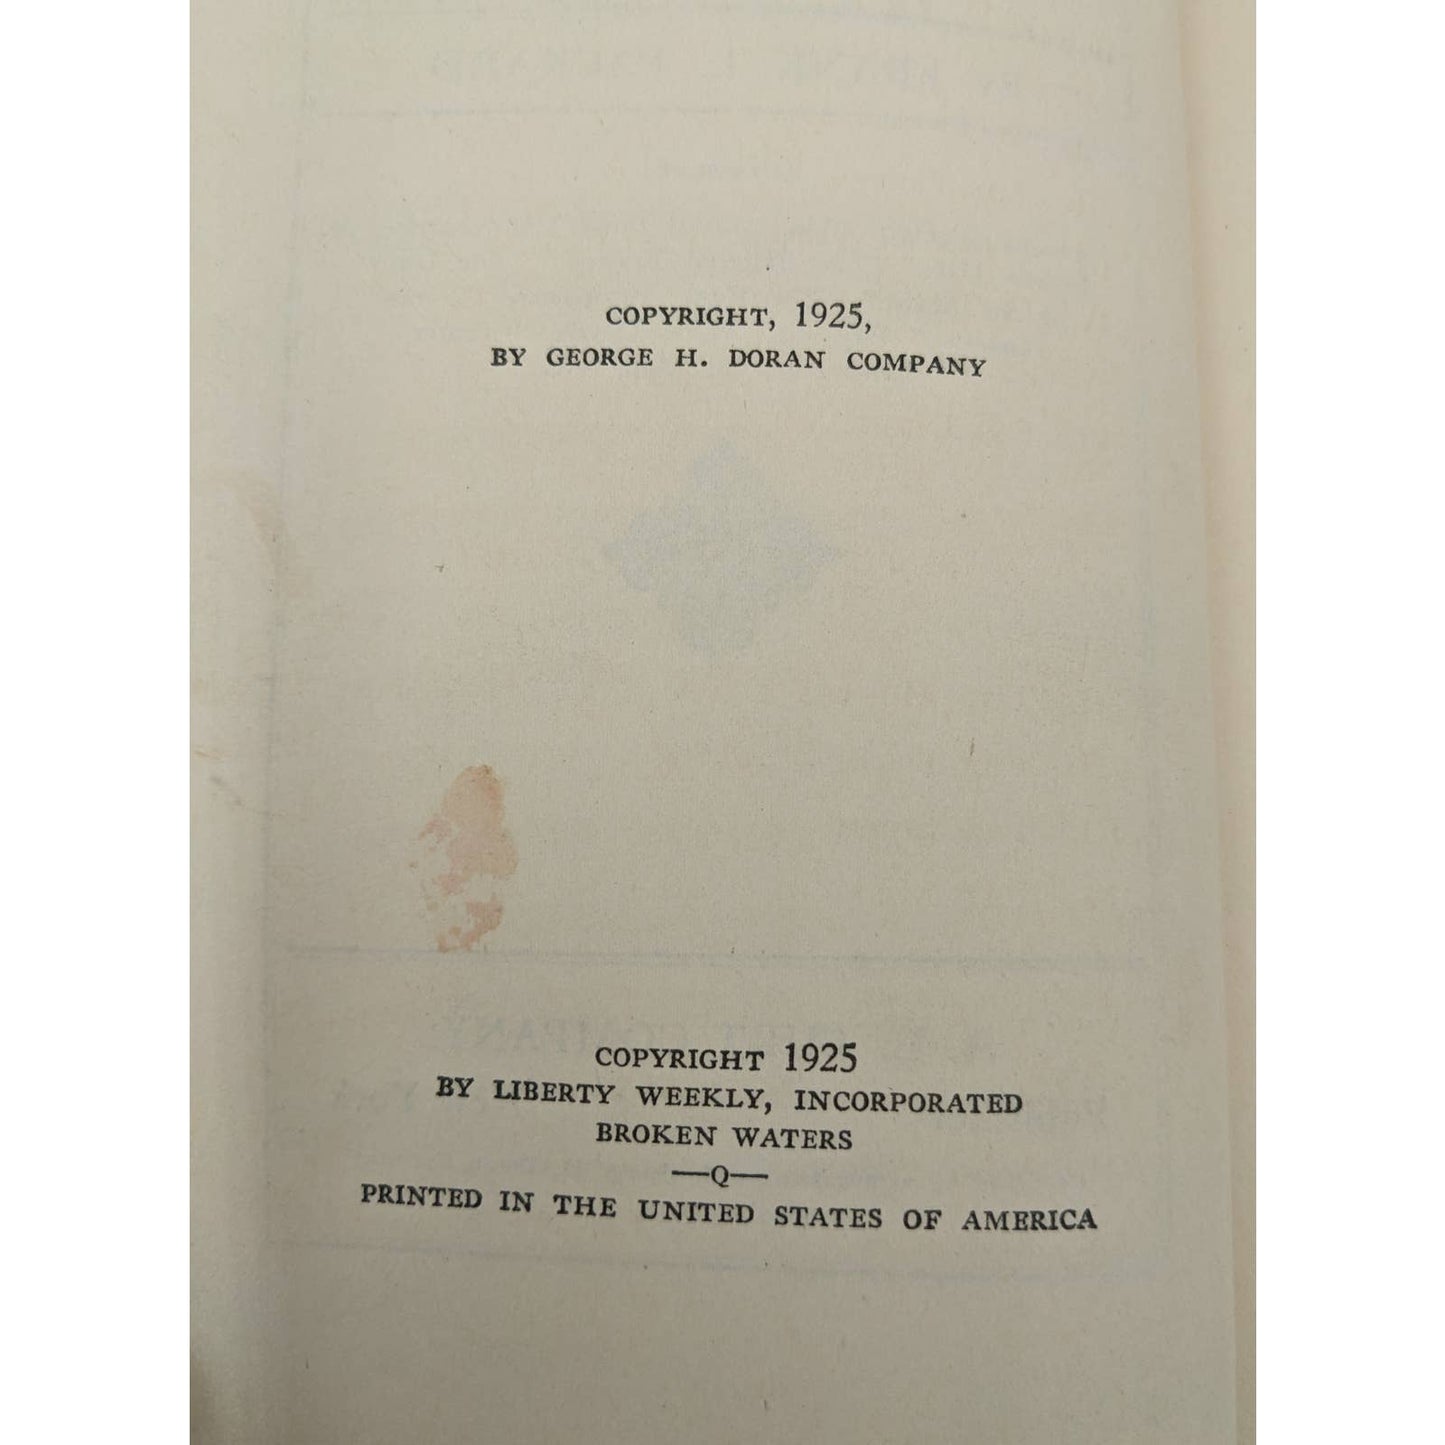 COPYRIGHT, 1925,
BY GEORGE H. DORAN COMPANY
COPYRIGHT 1925
BY LIBERTY WEEKLY, INCORPORATED
BROKEN WATERS
—Q—
PRINTED IN THE UNITED STATES OF AMERICA